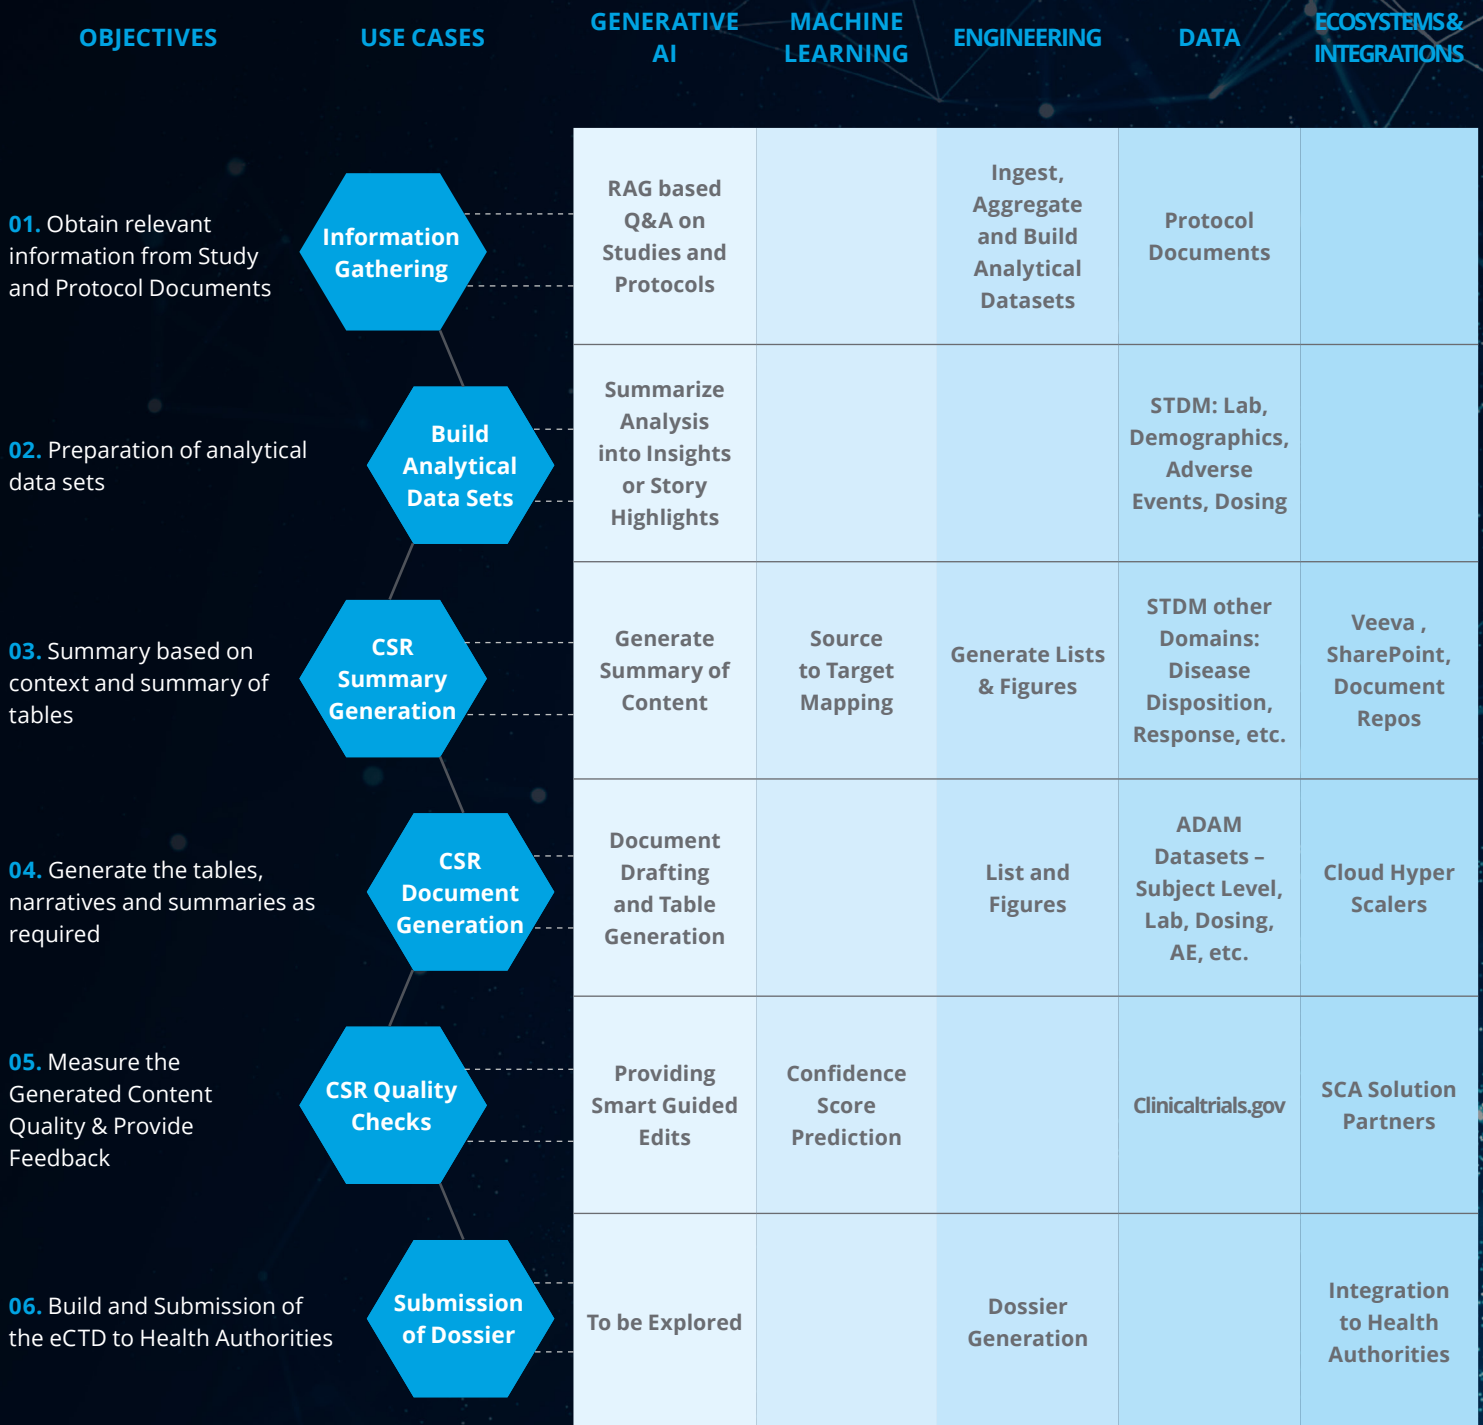 OBJECTIVES
USE CASES
GENERATIVE
AI
MACHINE
LEARNING
ENGINEERING
DATA
ECOSYSTEMS &
INTEGRATIONS
01. Obtain relevant
information from Study
and Protocol Documents
Information
Gathering
RAG based
Q&A on
Studies and
Protocols
Ingest,
Aggregate
and Build
Analytical
Datasets
Protocol
Documents
02. Preparation of analytical
data sets
Build
Analytical
Data Sets
Summarize
Analysis
into Insights
or Story
Highlights
STDM: Lab,
Demographics,
Adverse
Events, Dosing
03. Summary based on
context and summary of
tables
CSR
Summary
Generation
Generate
Summary of
Content
Source
to Target
Mapping
Generate Lists
& Figures
STDM other
Domains:
Disease
Disposition,
Response, etc.
Veeva ,
SharePoint,
Document
Repos
04. Generate the tables,
narratives and summaries as
required
CSR
Document
Generation
Document
Drafting
and Table
Generation
List and
Figures
ADAM
Datasets –
Subject Level,
Lab, Dosing,
AE, etc.
Cloud Hyper
Scalers
05. Measure the
Generated Content
Quality & Provide
Feedback
CSR Quality
Checks
Providing
Smart Guided
Edits
Confidence
Score
Prediction
Clinicaltrials.gov
SCA Solution
Partners
06. Build and Submission of
the eCTD to Health Authorities
Submission
of Dossier
To be Explored
Dossier
Generation
Integration
to Health
Authorities